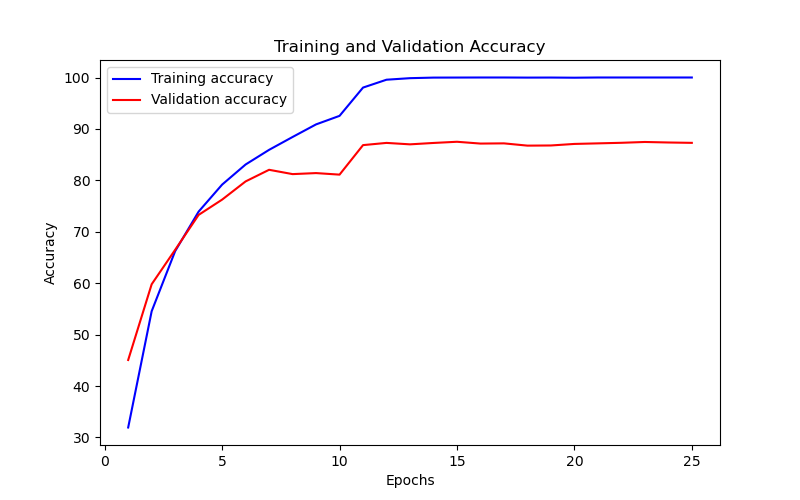 Training and Validation Accuracy
Training accuracy
Validation accuracy
100
90
80
70
60
50
40
30
Accuracy
0
5
10
15
20
25
Epochs